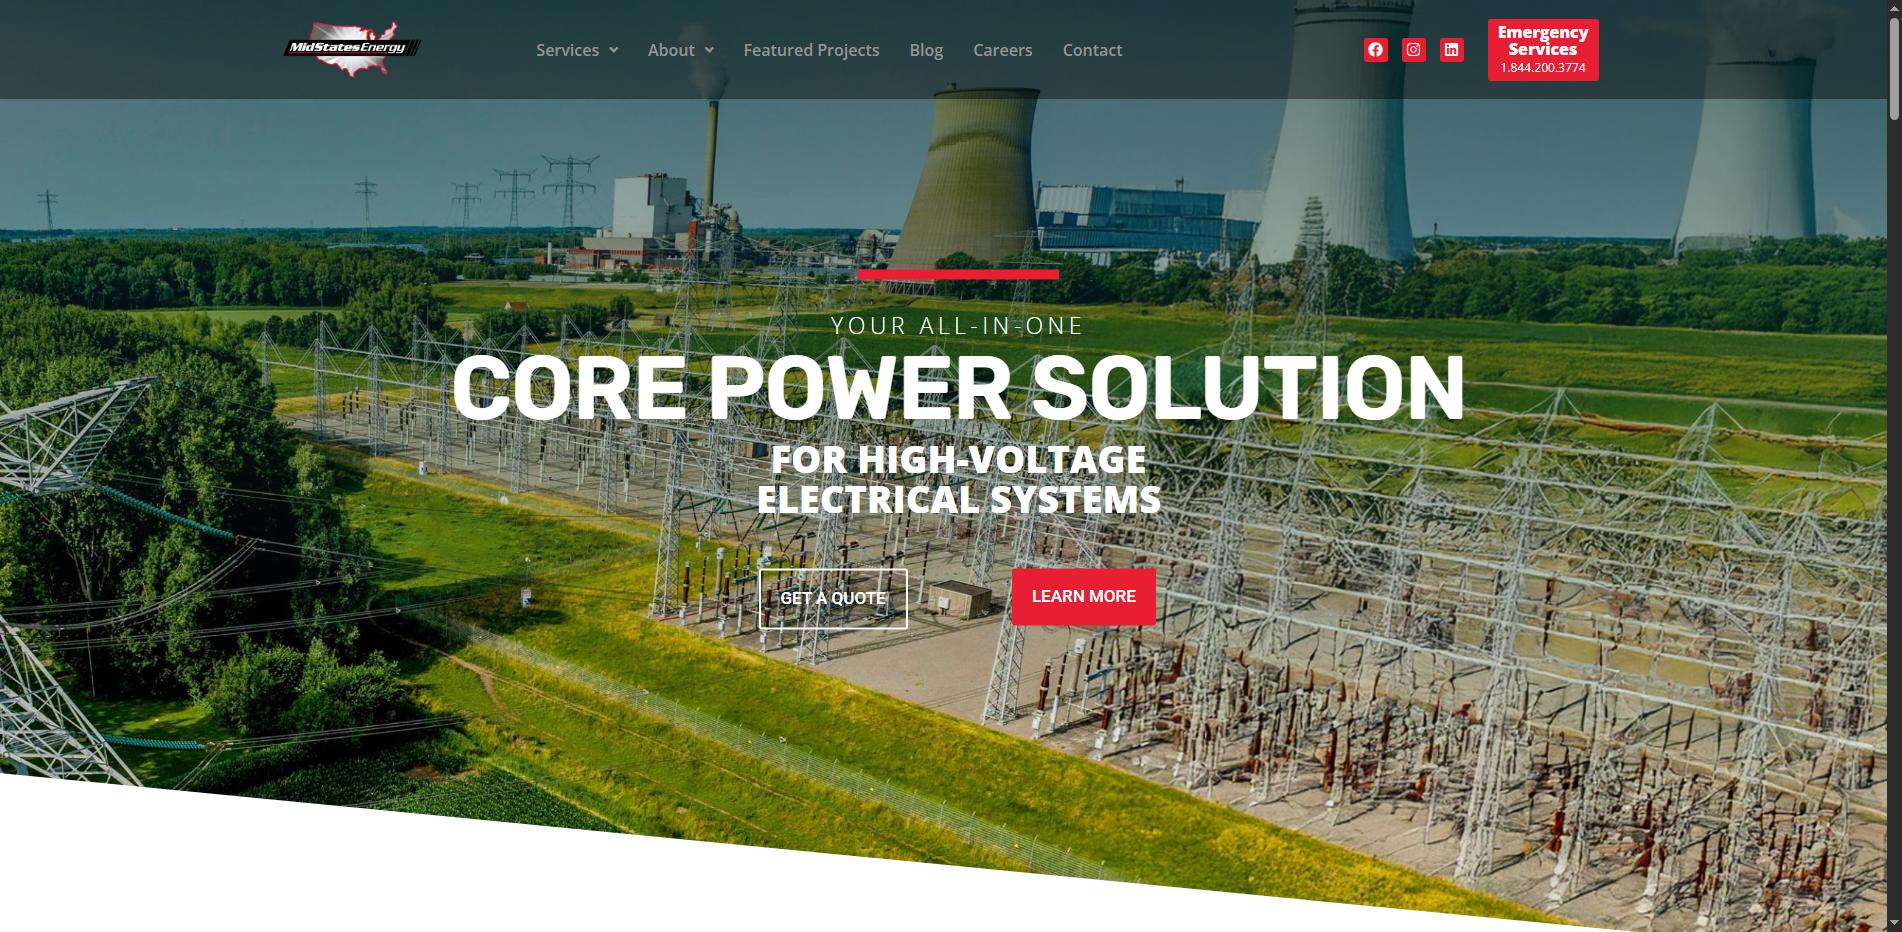 MidStatesEnergy
Services
About
Featured Projects
Blog
Careers
Contact
Emergency
Services
1.844.200.3774
YOUR ALL-IN-ONE
CORE POWER SOLUTION
FOR HIGH-VOLTAGE
ELECTRICAL SYSTEMS
GET A QUOTE
LEARN MORE